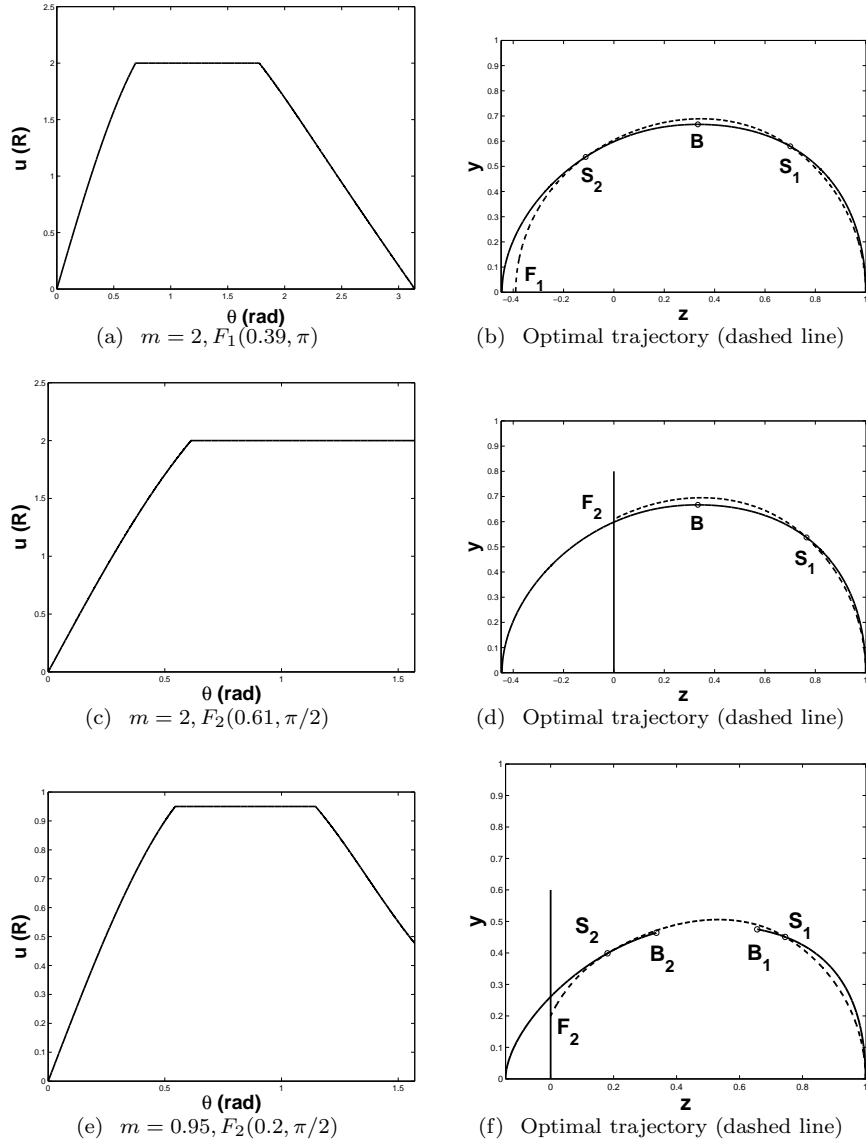 2.5
2
1.5
1
0.5
0
0 0.5 1 1.5 2 2.5 3
u (R)
θ (rad)
(a) m = 2, F₁(0.39, π)
1
0.9
0.8
0.7
0.6
0.5
0.4
0.3
0.2
0.1
0
−0.4 −0.2 0 0.2 0.4 0.6 0.8 1
y
z
S₂
B
S₁
F₁
(b) Optimal trajectory (dashed line)
2.5
2
1.5
1
0.5
0
0 0.5 1 1.5
u (R)
θ (rad)
(c) m = 2, F₂(0.61, π/2)
1
0.9
0.8
0.7
0.6
0.5
0.4
0.3
0.2
0.1
0
−0.4 −0.2 0 0.2 0.4 0.6 0.8 1
y
z
F₂
B
S₁
(d) Optimal trajectory (dashed line)
1
0.9
0.8
0.7
0.6
0.5
0.4
0.3
0.2
0.1
0
0 0.5 1 1.5
u (R)
θ (rad)
(e) m = 0.95, F₂(0.2, π/2)
1
0.9
0.8
0.7
0.6
0.5
0.4
0.3
0.2
0.1
0
0 0.2 0.4 0.6 0.8 1
y
z
S₂
B₂
B₁
S₁
F₂
(f) Optimal trajectory (dashed line)